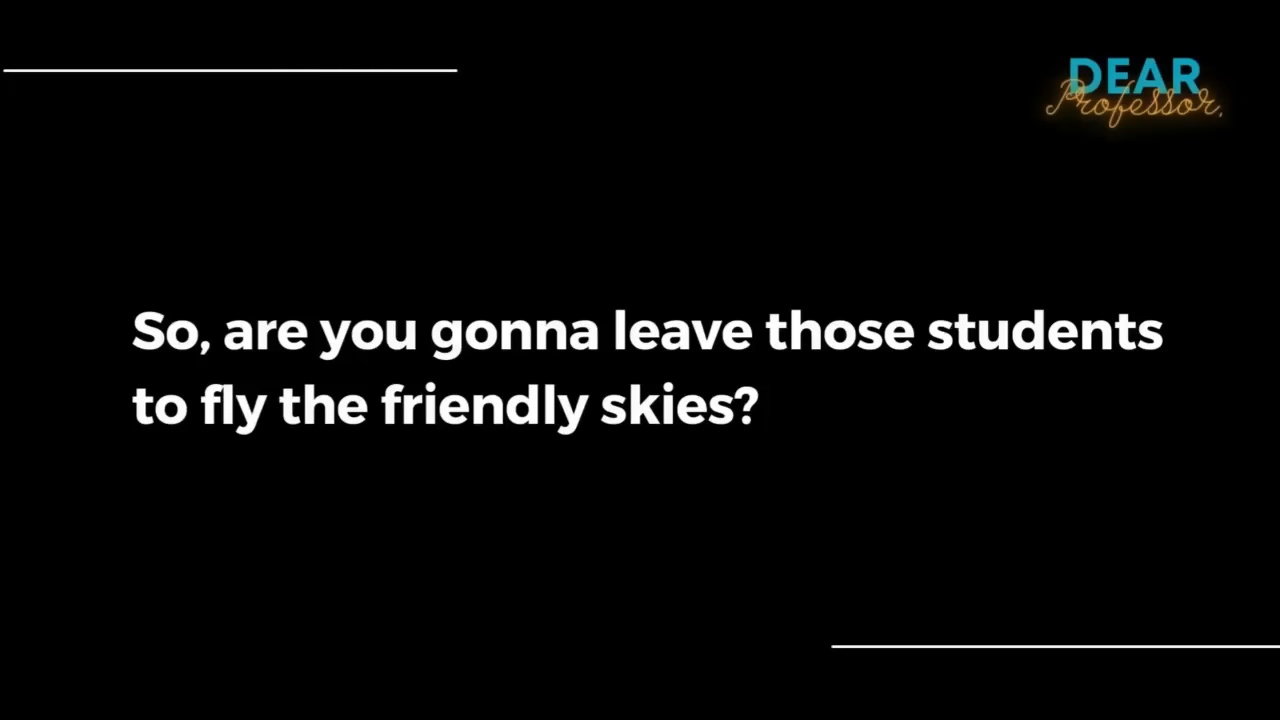 DEAR
Professor,
So, are you gonna leave those students
to fly the friendly skies?